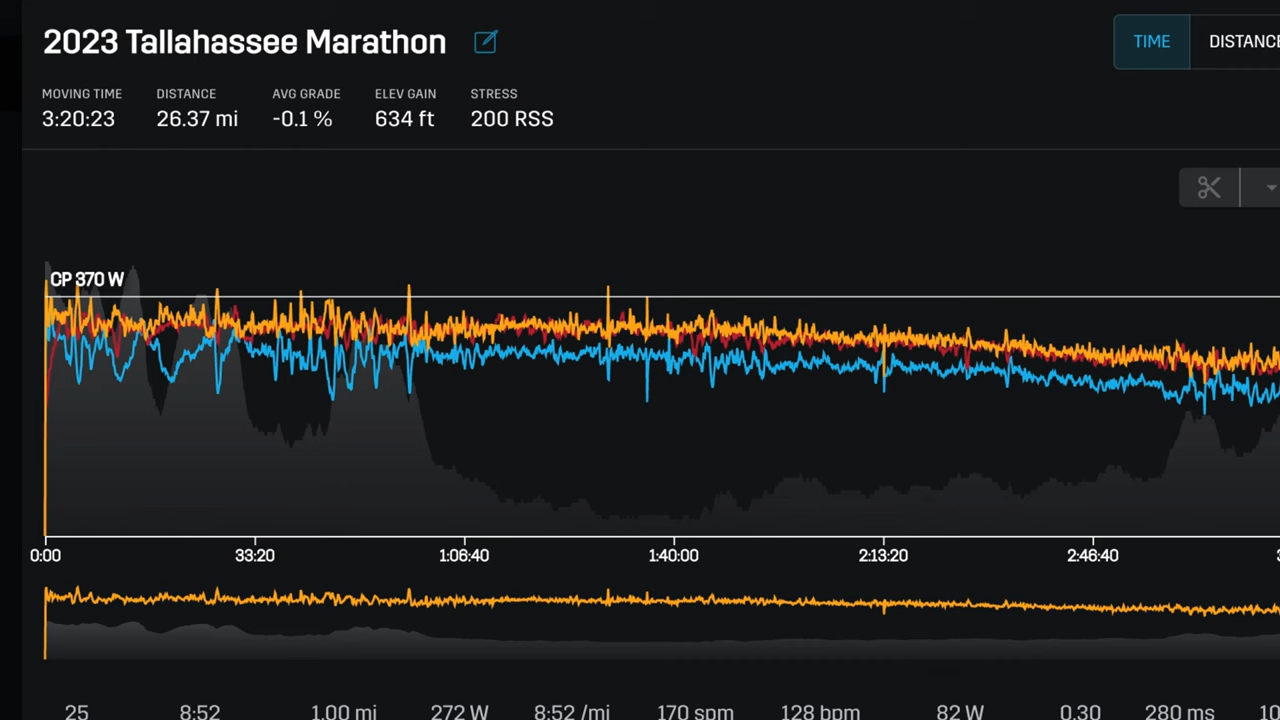 2023 Tallahassee Marathon
TIME DISTANCE
MOVING TIME DISTANCE AVG GRADE ELEV GAIN STRESS
3:20:23 26.37 mi -0.1 % 634 ft 200 RSS
CP 370 W
0:00 33:20 1:06:40 1:40:00 2:13:20 2:46:40
25 8:52 1.00 mi 272 W 8:52 /mi 170 spm 128 bpm 82 W 0.30 280 ms 10